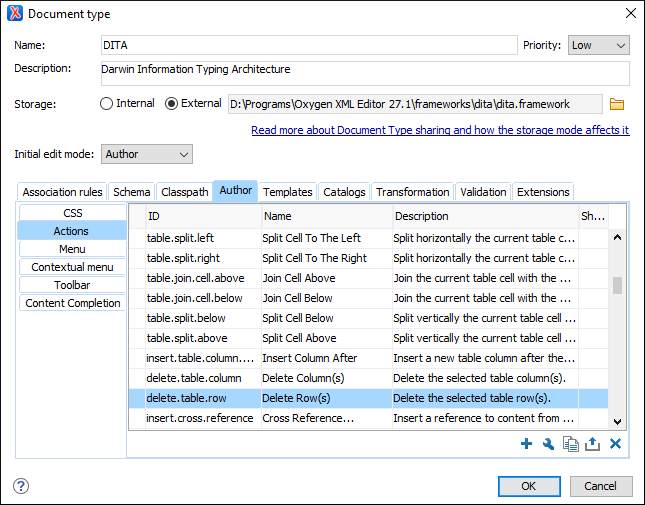 Document type
Name: DITA Priority: Low
Description: Darwin Information Typing Architecture
Storage: Internal External D:\Programs\Oxygen XML Editor 27.1\frameworks\dita\dita.framework
Read more about Document Type sharing and how the storage mode affects it
Initial edit mode: Author
Association rules Schema Classpath Author Templates Catalogs Transformation Validation Extensions
CSS
Actions
Menu
Contextual menu
Toolbar
Content Completion
ID Name Description Sh...
table.split.left Split Cell To The Left Split horizontally the current table c...
table.split.right Split Cell To The Right Split horizontally the current table c...
table.join.cell.above Join Cell Above Join the current table cell with the ...
table.join.cell.below Join Cell Below Join the current table cell with the ...
table.split.below Split Cell Below Split vertically the current table cell ...
table.split.above Split Cell Above Split vertically the current table cell ...
insert.table.column.... Insert Column After Insert a new table column after the...
delete.table.column Delete Column(s) Delete the selected table column(s).
delete.table.row Delete Row(s) Delete the selected table row(s).
insert.cross.reference Cross Reference... Insert a reference to content from ...
? OK Cancel